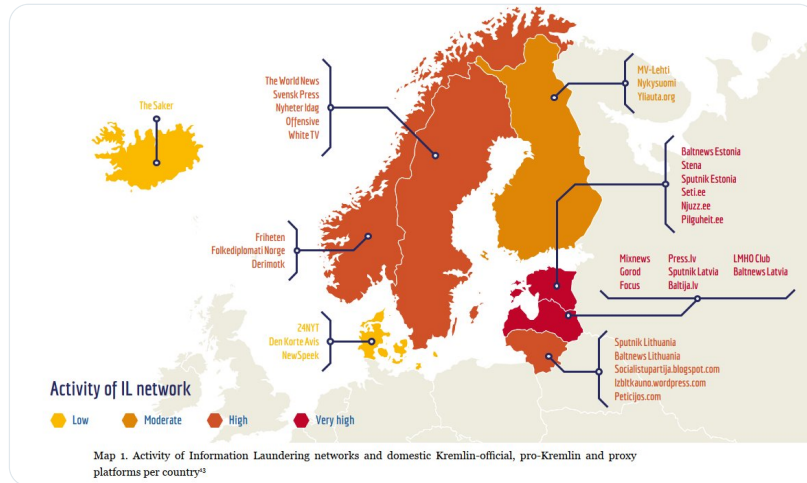 The Saker
The World News
Svensk Press
Nyheter Idag
Offensive
White TV
MV-Lehti
Nykysuomi
Yliauta.org
Baltnews Estonia
Stena
Sputnik Estonia
Seti.ee
Njuzz.ee
Pilguheit.ee
Friheten
Folkediplomati Norge
Derimotk
Mixnews
Gorod
Focus
Press.lv
Sputnik Latvia
Baltija.lv
LMHO Club
Baltnews Latvia
24NYT
Den Korte Avis
NewSpeek
Sputnik Lithuania
Baltnews Lithuania
Socialistupartija.blogspot.com
Izbltkauno.wordpress.com
Peticijos.com
Activity of IL network
Low
Moderate
High
Very high
Map 1. Activity of Information Laundering networks and domestic Kremlin-official, pro-Kremlin and proxy
platforms per country¹³